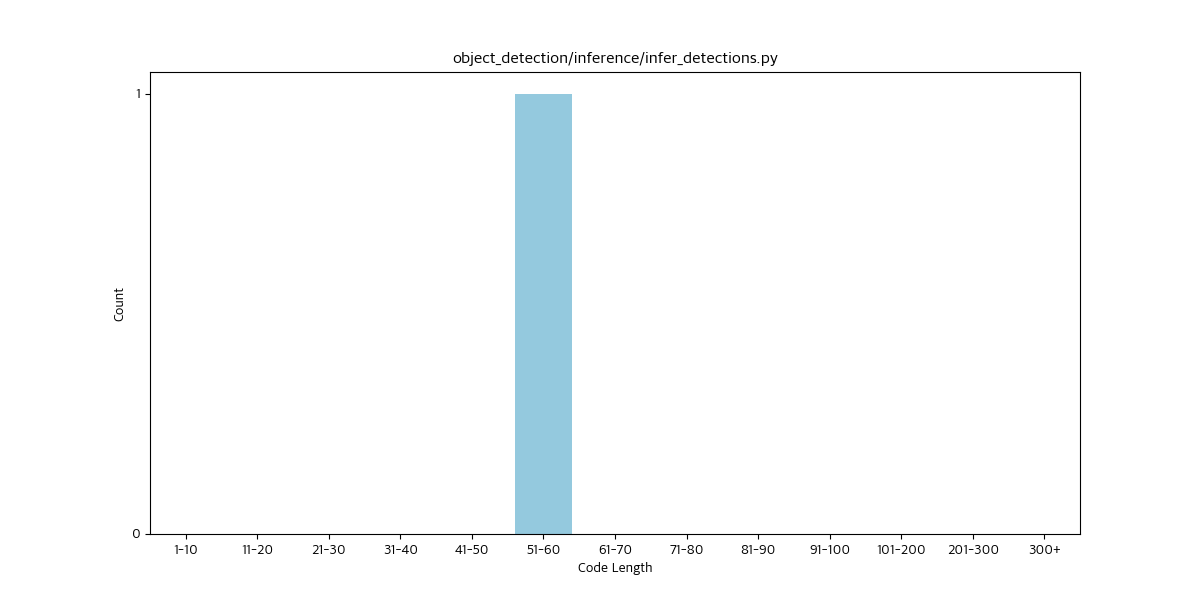 object_detection/inference/infer_detections.py
1
Count
0
1-10 11-20 21-30 31-40 41-50 51-60 61-70 71-80 81-90 91-100 101-200 201-300 300+
Code Length